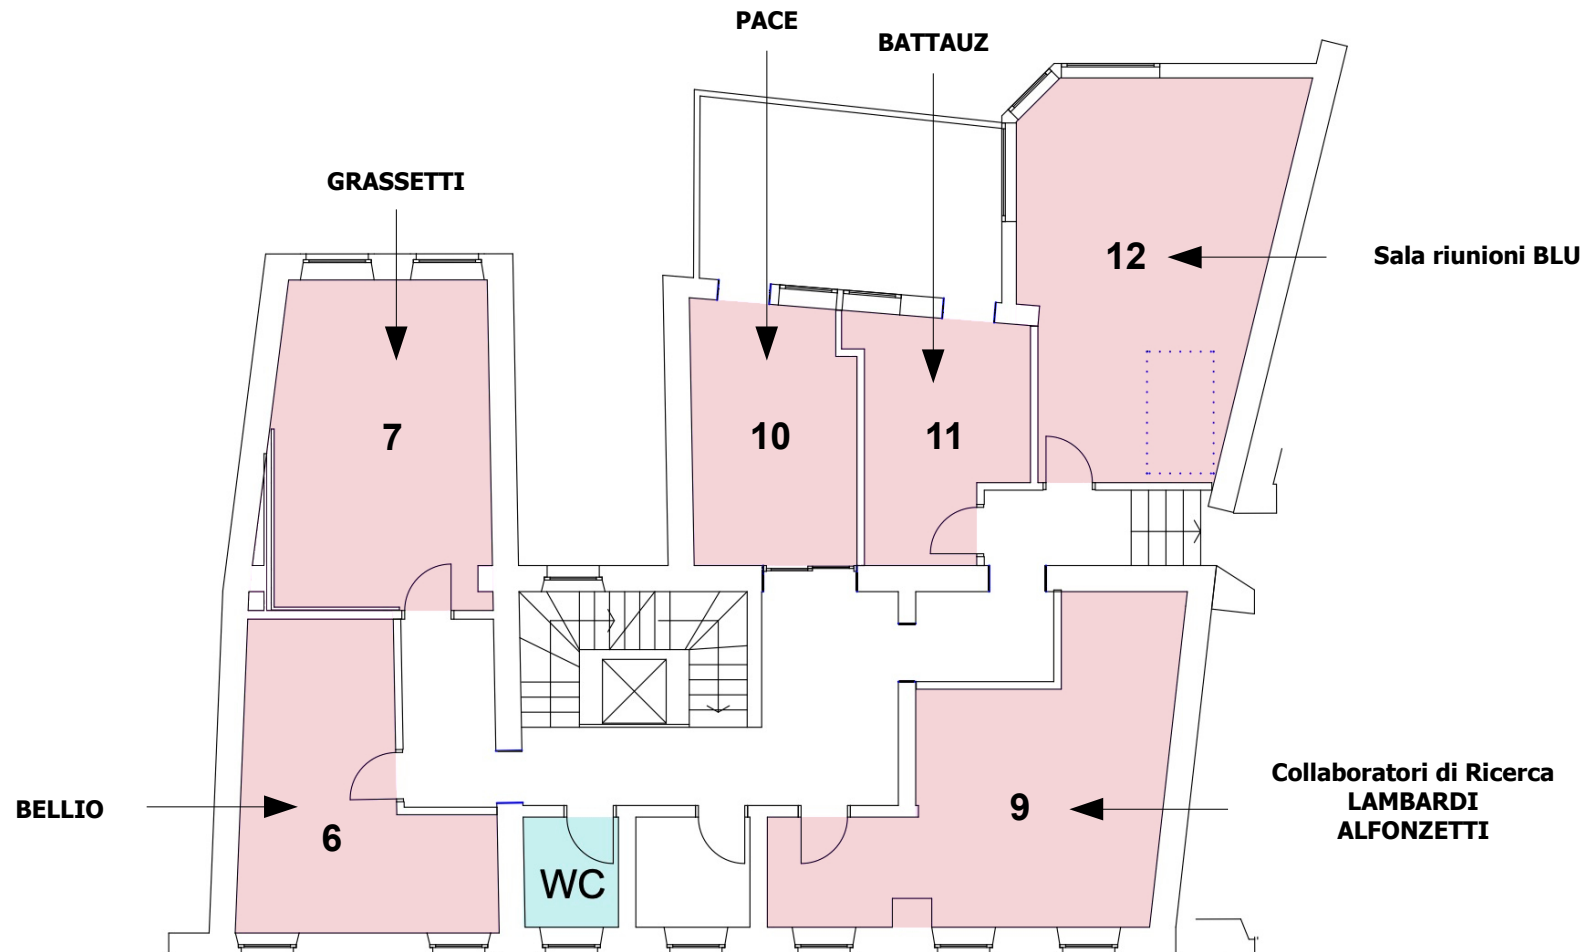 PACE
BATTAUZ
GRASSETTI
12
Sala riunioni BLU
7
10
11
Collaboratori di Ricerca
LAMBARDI
ALFONZETTI
BELLIO
6
9
WC